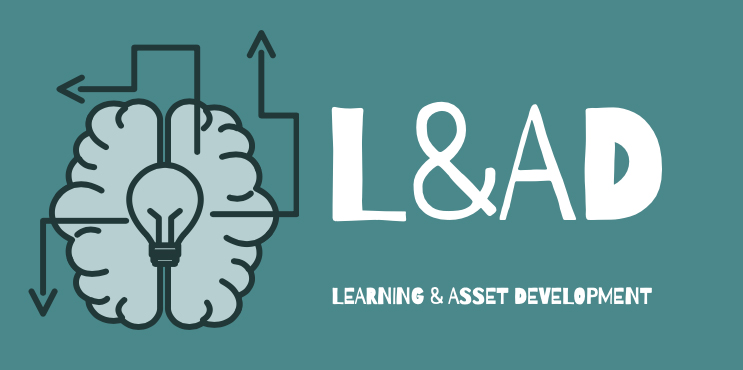 L&AD
LEARNING & ASSET DEVELOPMENT